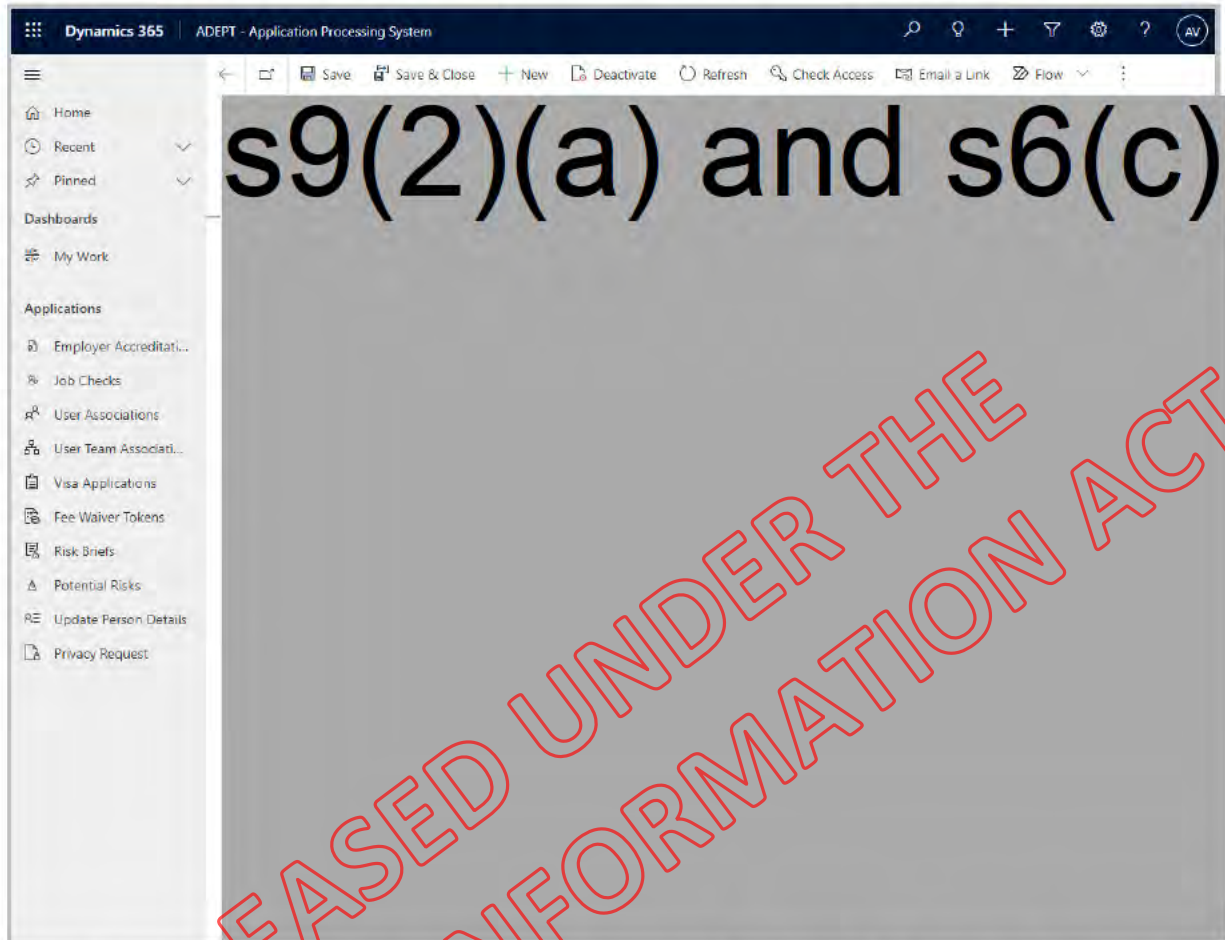 Dynamics 365 ADEPT - Application Processing System ? AV
Save Save & Close New Deactivate Refresh Check Access Email a Link Flow
Home
Recent
Pinned
Dashboards
My Work
Applications
Employer Accreditati...
Job Checks
User Associations
User Team Associati...
Visa Applications
Fee Waiver Tokens
Risk Briefs
Potential Risks
Update Person Details
Privacy Request
s9(2)(a) and s6(c)
EASED UNDER THE
INFORMATION ACT